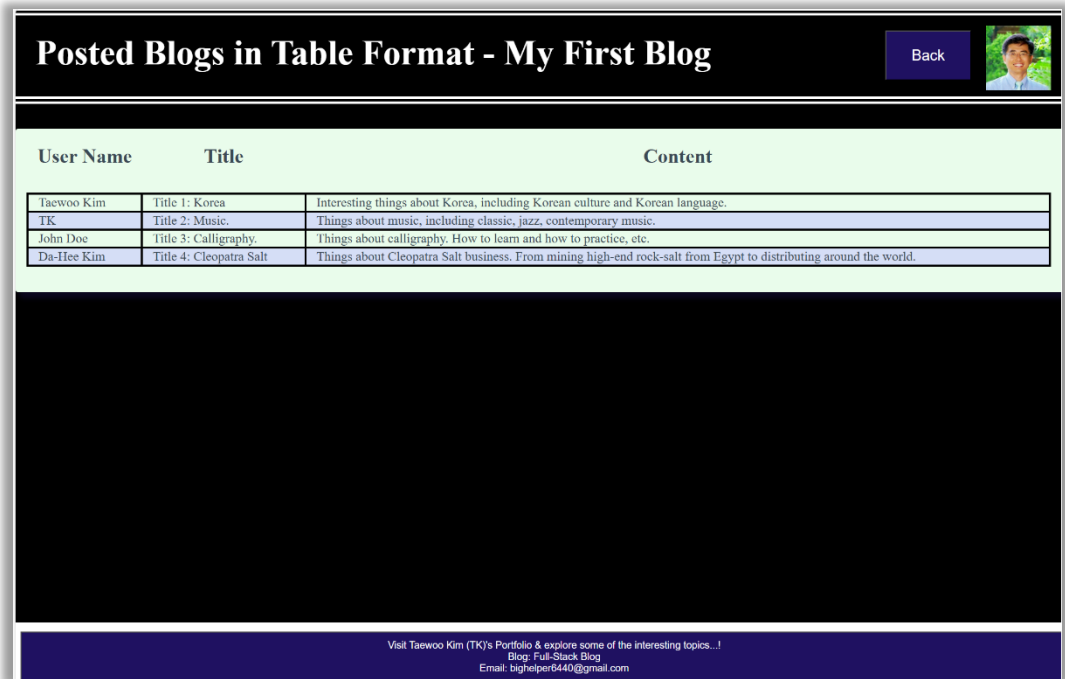 Posted Blogs in Table Format - My First Blog
Back
User Name Title Content
Taewoo Kim Title 1: Korea Interesting things about Korea, including Korean culture and Korean language.
TK Title 2: Music. Things about music, including classic, jazz, contemporary music.
John Doe Title 3: Calligraphy. Things about calligraphy. How to learn and how to practice, etc.
Da-Hee Kim Title 4: Cleopatra Salt Things about Cleopatra Salt business. From mining high-end rock-salt from Egypt to distributing around the world.
Visit Taewoo Kim (TK)'s Portfolio & explore some of the interesting topics...!
Blog: Full-Stack Blog
Email: bighelper6440@gmail.com